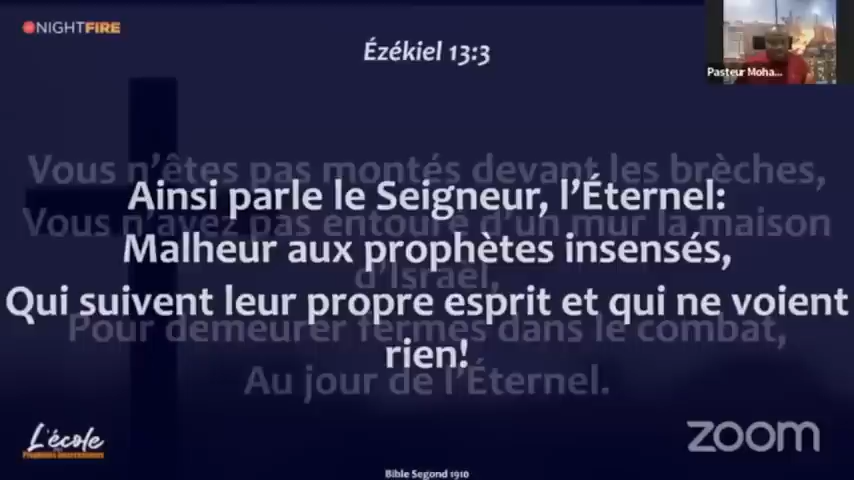 NIGHTFIRE
Ézékiel 13:3
Pasteur Moha...
Ainsi parle le Seigneur, l'Éternel:
Malheur aux prophètes insensés,
Qui suivent leur propre esprit et qui ne voient
rien!
Vous n'êtes pas montés devant les brèches,
Vous n'avez pas entouré d'un mur la maison
d'Israël,
Pour demeurer fermes dans le combat,
Au jour de l'Éternel.
L'école
zoom
Bible Segond 1910